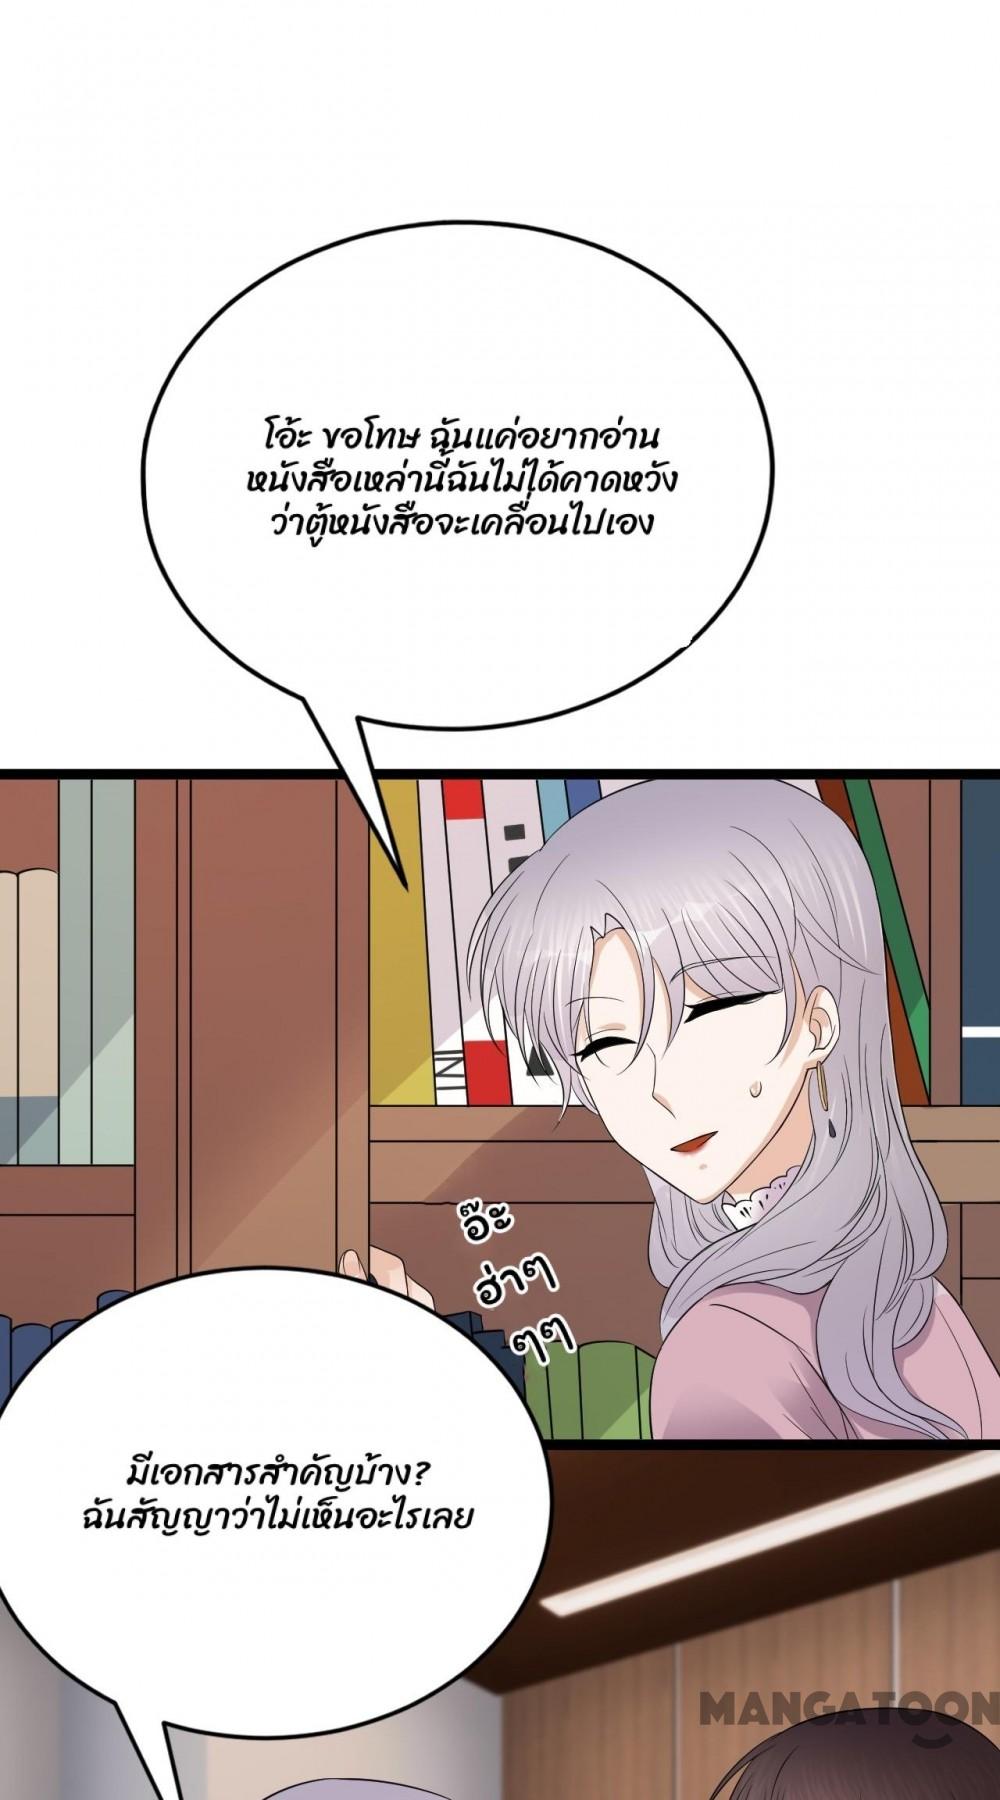 โอ้ะ ขอโทษ ฉันแค่อยากอ่าน
หนังสือเหล่านี้ฉันไม่ได้คาดหวัง
ว่าตู้หนังสือจะเคลื่อนไปเอง
อ๊ะ
ฮ่าๆ
ๆๆ
มีเอกสารสำคัญบ้าง?
ฉันสัญญาว่าไม่เห็นอะไรเลย
MANGATOON